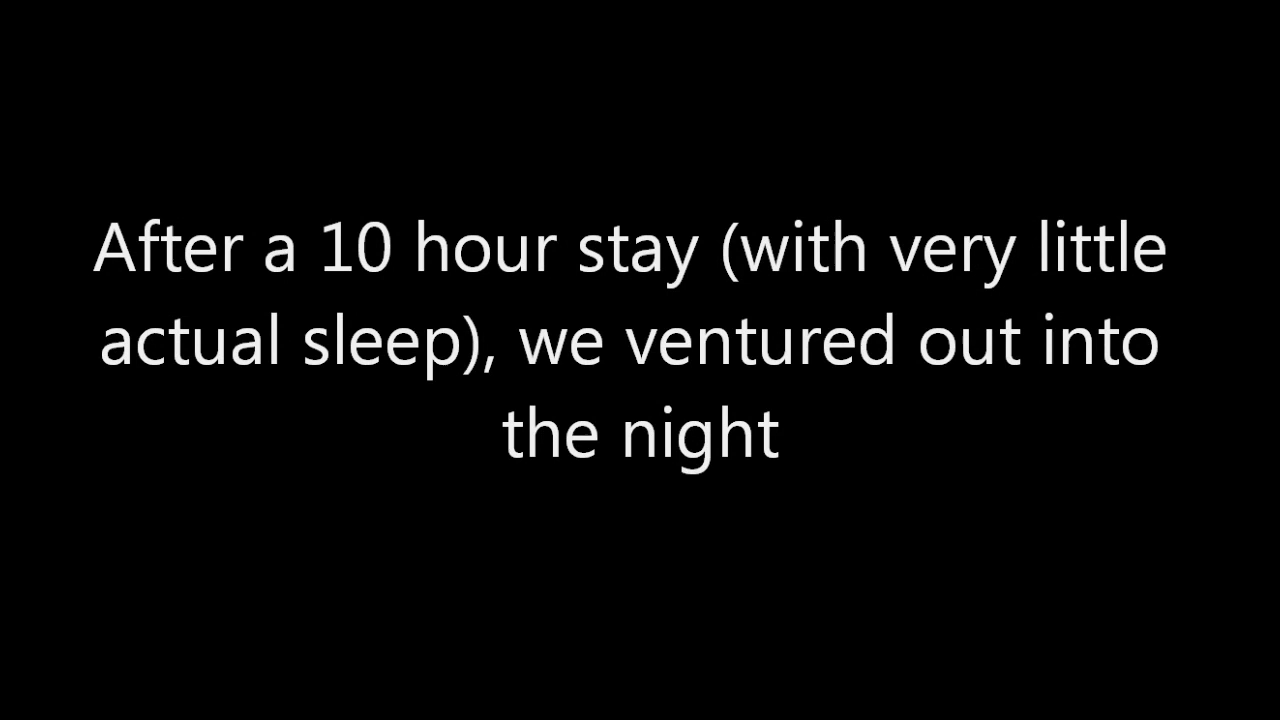 After a 10 hour stay (with very little
actual sleep), we ventured out into
the night